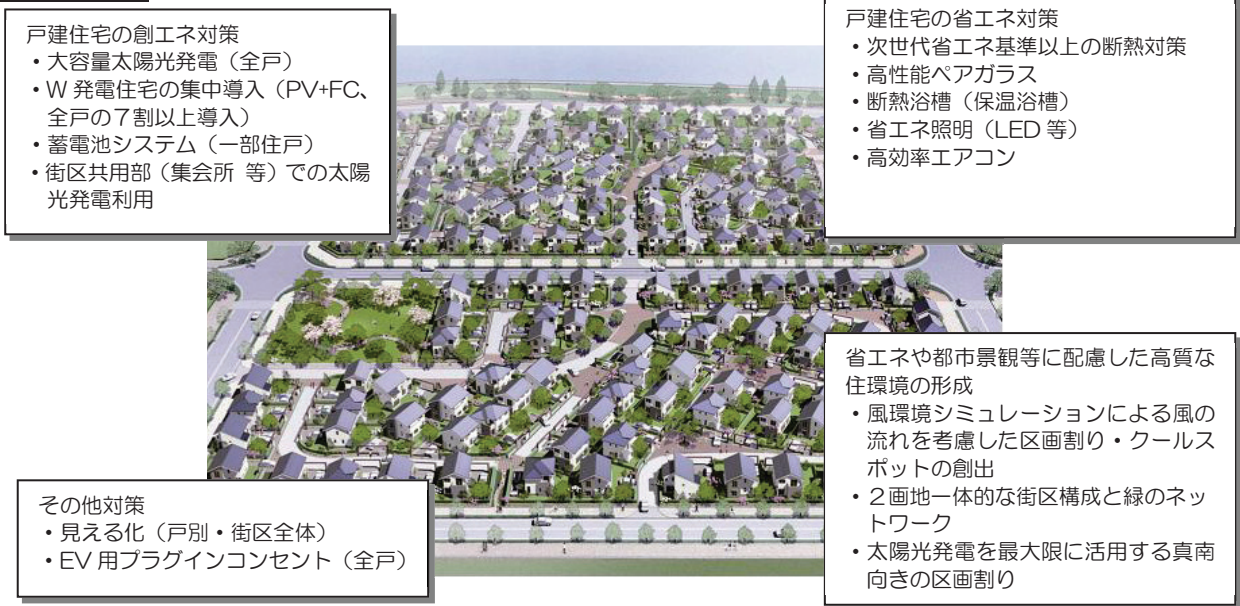 戸建住宅の創エネ対策
・大容量太陽光発電（全戸）
・W 発電住宅の集中導入（PV+FC、
全戸の７割以上導入）
・蓄電池システム（一部住戸）
・街区共用部（集会所 等）での太陽
光発電利用
戸建住宅の省エネ対策
・次世代省エネ基準以上の断熱対策
・高性能ペアガラス
・断熱浴槽（保温浴槽）
・省エネ照明（LED 等）
・高効率エアコン
その他対策
・見える化（戸別・街区全体）
・EV 用プラグインコンセント（全戸）
省エネや都市景観等に配慮した高質な
住環境の形成
・風環境シミュレーションによる風の
流れを考慮した区画割り・クールス
ポットの創出
・２画地一体的な街区構成と緑のネッ
トワーク
・太陽光発電を最大限に活用する真南
向きの区画割り